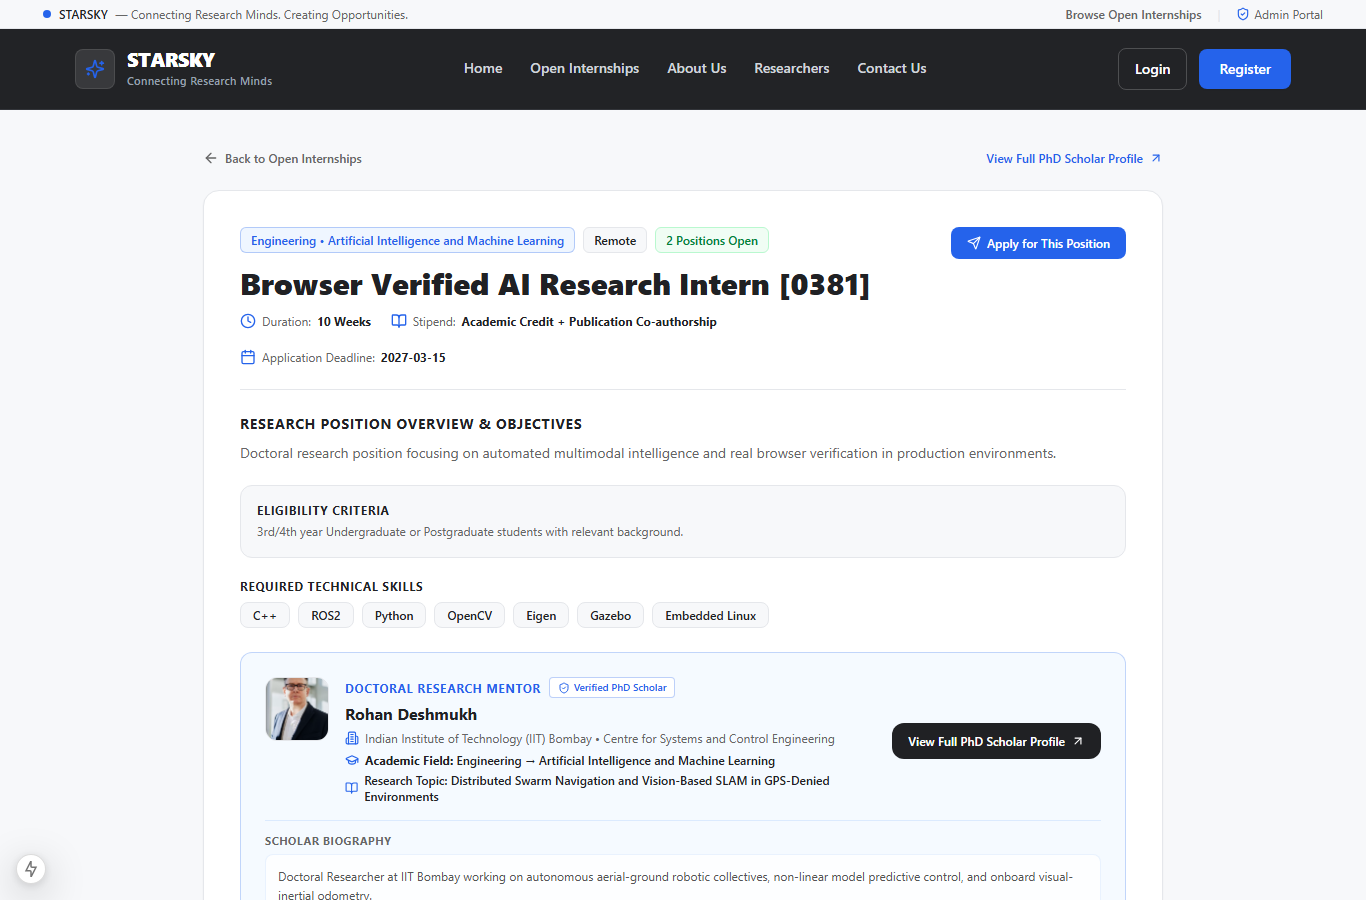 STARSKY — Connecting Research Minds. Creating Opportunities.
Browse Open Internships | Admin Portal
STARSKY
Connecting Research Minds
Home Open Internships About Us Researchers Contact Us
Login Register
Back to Open Internships
View Full PhD Scholar Profile
Engineering • Artificial Intelligence and Machine Learning Remote 2 Positions Open
Apply for This Position
Browser Verified AI Research Intern [0381]
Duration: 10 Weeks Stipend: Academic Credit + Publication Co-authorship
Application Deadline: 2027-03-15
RESEARCH POSITION OVERVIEW & OBJECTIVES
Doctoral research position focusing on automated multimodal intelligence and real browser verification in production environments.
ELIGIBILITY CRITERIA
3rd/4th year Undergraduate or Postgraduate students with relevant background.
REQUIRED TECHNICAL SKILLS
C++ ROS2 Python OpenCV Eigen Gazebo Embedded Linux
DOCTORAL RESEARCH MENTOR Verified PhD Scholar
Rohan Deshmukh
Indian Institute of Technology (IIT) Bombay • Centre for Systems and Control Engineering
View Full PhD Scholar Profile
Academic Field: Engineering → Artificial Intelligence and Machine Learning
Research Topic: Distributed Swarm Navigation and Vision-Based SLAM in GPS-Denied
Environments
SCHOLAR BIOGRAPHY
Doctoral Researcher at IIT Bombay working on autonomous aerial-ground robotic collectives, non-linear model predictive control, and onboard visual-
inertial odometry.